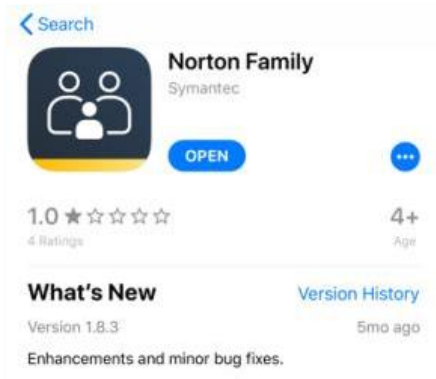 Search
Norton Family
Symantec
OPEN
1.0 ★☆☆☆☆
4+
4 Ratings
Age
What's New
Version History
Version 1.8.3
5mo ago
Enhancements and minor bug fixes.